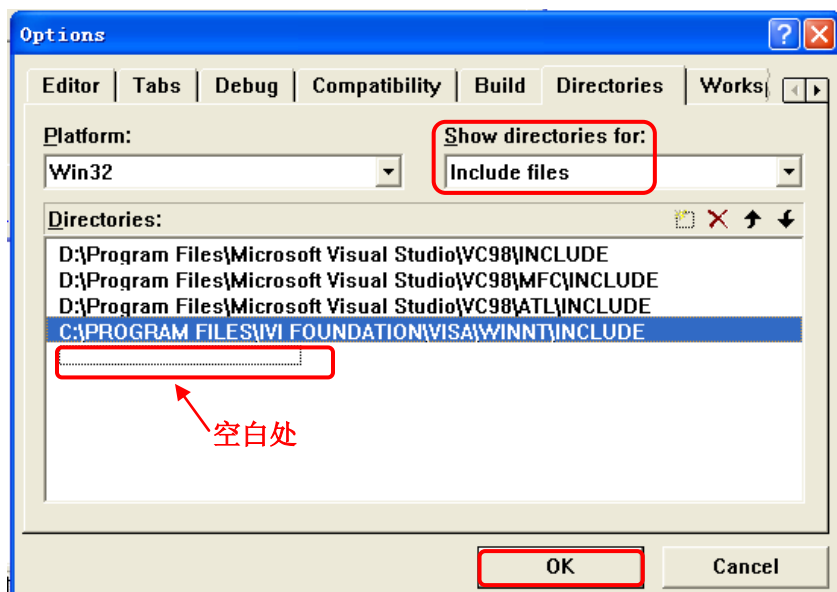 Options
Editor Tabs Debug Compatibility Build Directories Works
Platform: Show directories for:
Win32 Include files
Directories:
D:\Program Files\Microsoft Visual Studio\VC98\INCLUDE
D:\Program Files\Microsoft Visual Studio\VC98\MFC\INCLUDE
D:\Program Files\Microsoft Visual Studio\VC98\ATL\INCLUDE
C:\PROGRAM FILES\IVI FOUNDATION\VISA\WINNT\INCLUDE
空白处
OK Cancel